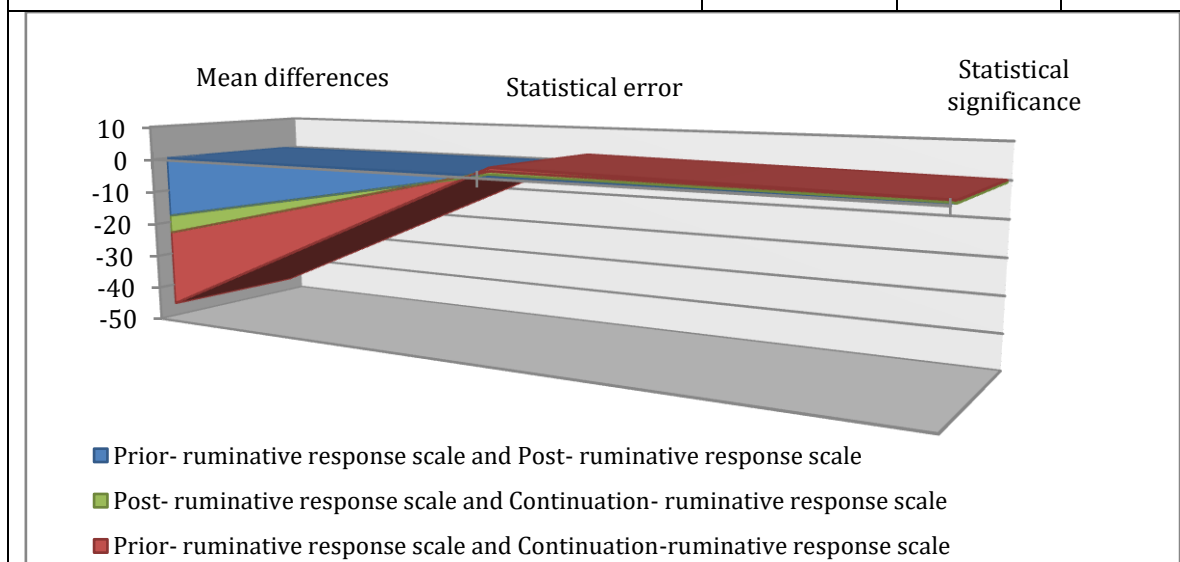 Mean differences
Statistical error
Statistical
significance
10
0
-10
-20
-30
-40
-50
Prior- ruminative response scale and Post- ruminative response scale
Post- ruminative response scale and Continuation- ruminative response scale
Prior- ruminative response scale and Continuation-ruminative response scale